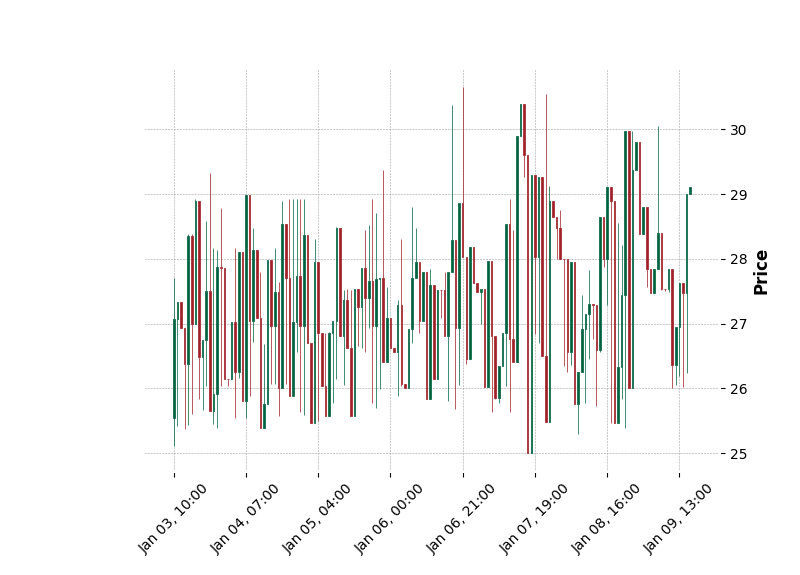 30
29
28
27
26
25
Price
Jan 03, 10:00
Jan 04, 07:00
Jan 05, 04:00
Jan 06, 00:00
Jan 06, 21:00
Jan 07, 19:00
Jan 08, 16:00
Jan 09, 13:00